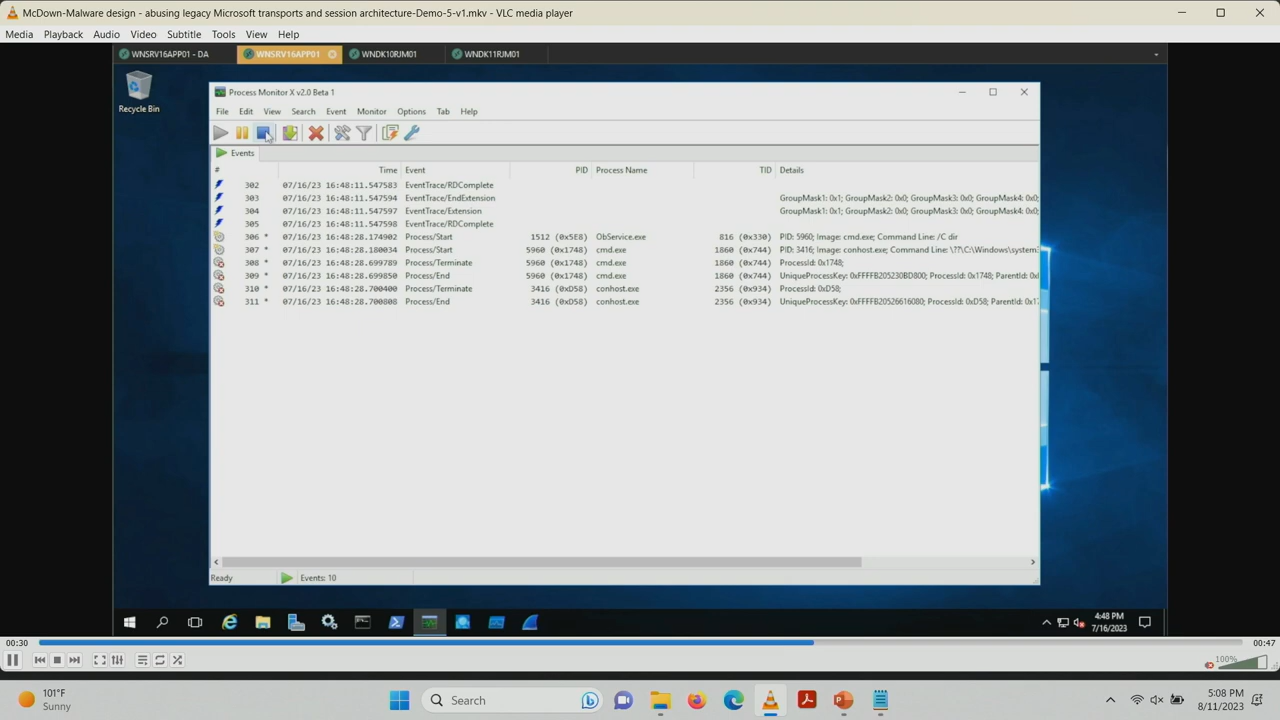 McDown-Malware design - abusing legacy Microsoft transports and session architecture-Demo-5-v1.mkv - VLC media player
Media Playback Audio Video Subtitle Tools View Help
WNSRV16APP01 - DA WNSRV16APP01 WNDK10RJM01 WNDK11RJM01
Recycle Bin
Process Monitor X v2.0 Beta 1
File Edit View Search Event Monitor Options Tab Help
Events
# Time Event PID Process Name TID Details
302 07/16/23 16:48:11.547583 EventTrace/RDComplete
303 07/16/23 16:48:11.547594 EventTrace/EndExtension GroupMask1: 0x1; GroupMask2: 0x0; GroupMask3: 0x0; GroupMask4: 0x0;
304 07/16/23 16:48:11.547597 EventTrace/Extension GroupMask1: 0x1; GroupMask2: 0x0; GroupMask3: 0x0; GroupMask4: 0x0;
305 07/16/23 16:48:11.547598 EventTrace/RDComplete
306 * 07/16/23 16:48:28.174902 Process/Start 1512 (0x5E8) ObService.exe 816 (0x330) PID: 5960; Image: cmd.exe; Command Line: /C dir
307 * 07/16/23 16:48:28.180034 Process/Start 5960 (0x1748) cmd.exe 1860 (0x744) PID: 3416; Image: conhost.exe; Command Line: \??\C:\Windows\system3
308 * 07/16/23 16:48:28.699789 Process/Terminate 5960 (0x1748) cmd.exe 1860 (0x744) ProcessId: 0x1748;
309 * 07/16/23 16:48:28.699850 Process/End 5960 (0x1748) cmd.exe 1860 (0x744) UniqueProcessKey: 0xFFFFB205230BD800; ProcessId: 0x1748; ParentId: 0x
310 * 07/16/23 16:48:28.700400 Process/Terminate 3416 (0xD58) conhost.exe 2356 (0x934) ProcessId: 0xD58;
311 * 07/16/23 16:48:28.700808 Process/End 3416 (0xD58) conhost.exe 2356 (0x934) UniqueProcessKey: 0xFFFFB20526616080; ProcessId: 0xD58; ParentId: 0x17
Ready Events: 10
4:48 PM
7/16/2023
00:30 00:47
100%
101°F
Sunny
Search
5:08 PM
8/11/2023